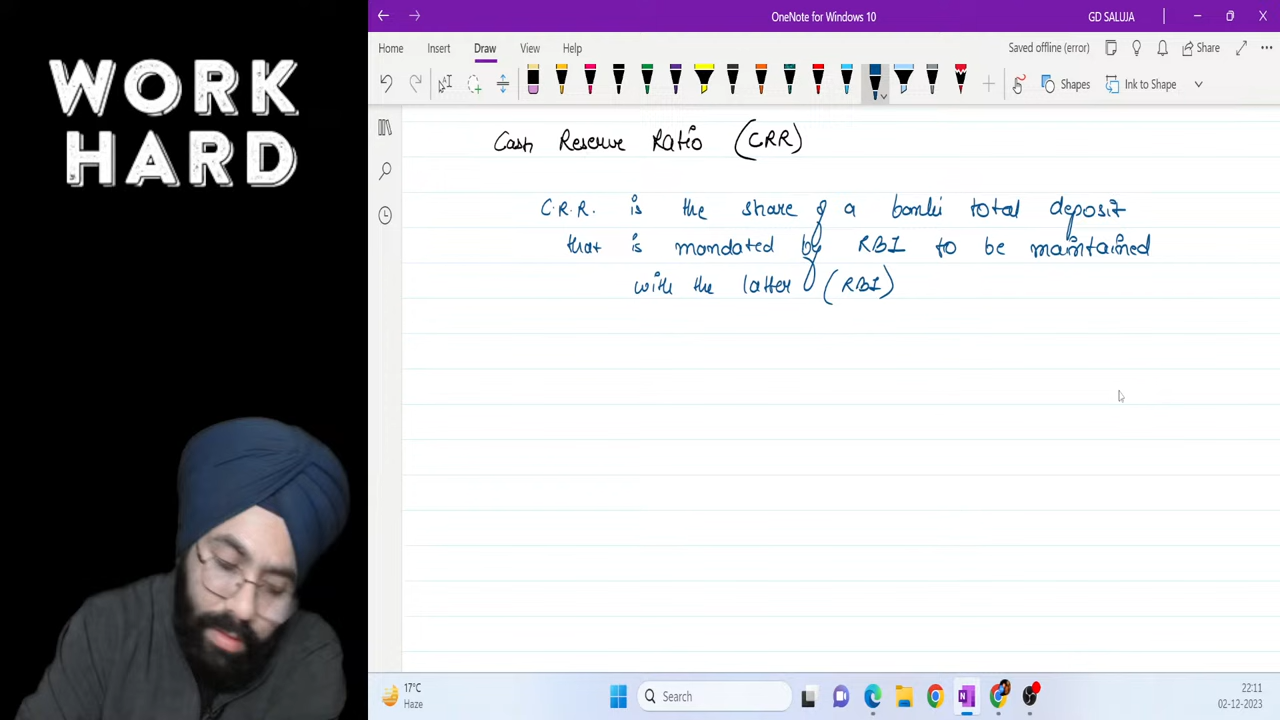 WORK
HARD
OneNote for Windows 10
GD SALUJA
Home Insert Draw View Help
Saved offline (error)
Share
Shapes
Ink to Shape
Cash Reserve Ratio (CRR)
C.R.R. is the share of a bank's total deposit
that is mandated by RBI to be maintained
with the latter (RBI)
17°C
Haze
Search
22:11
02-12-2023